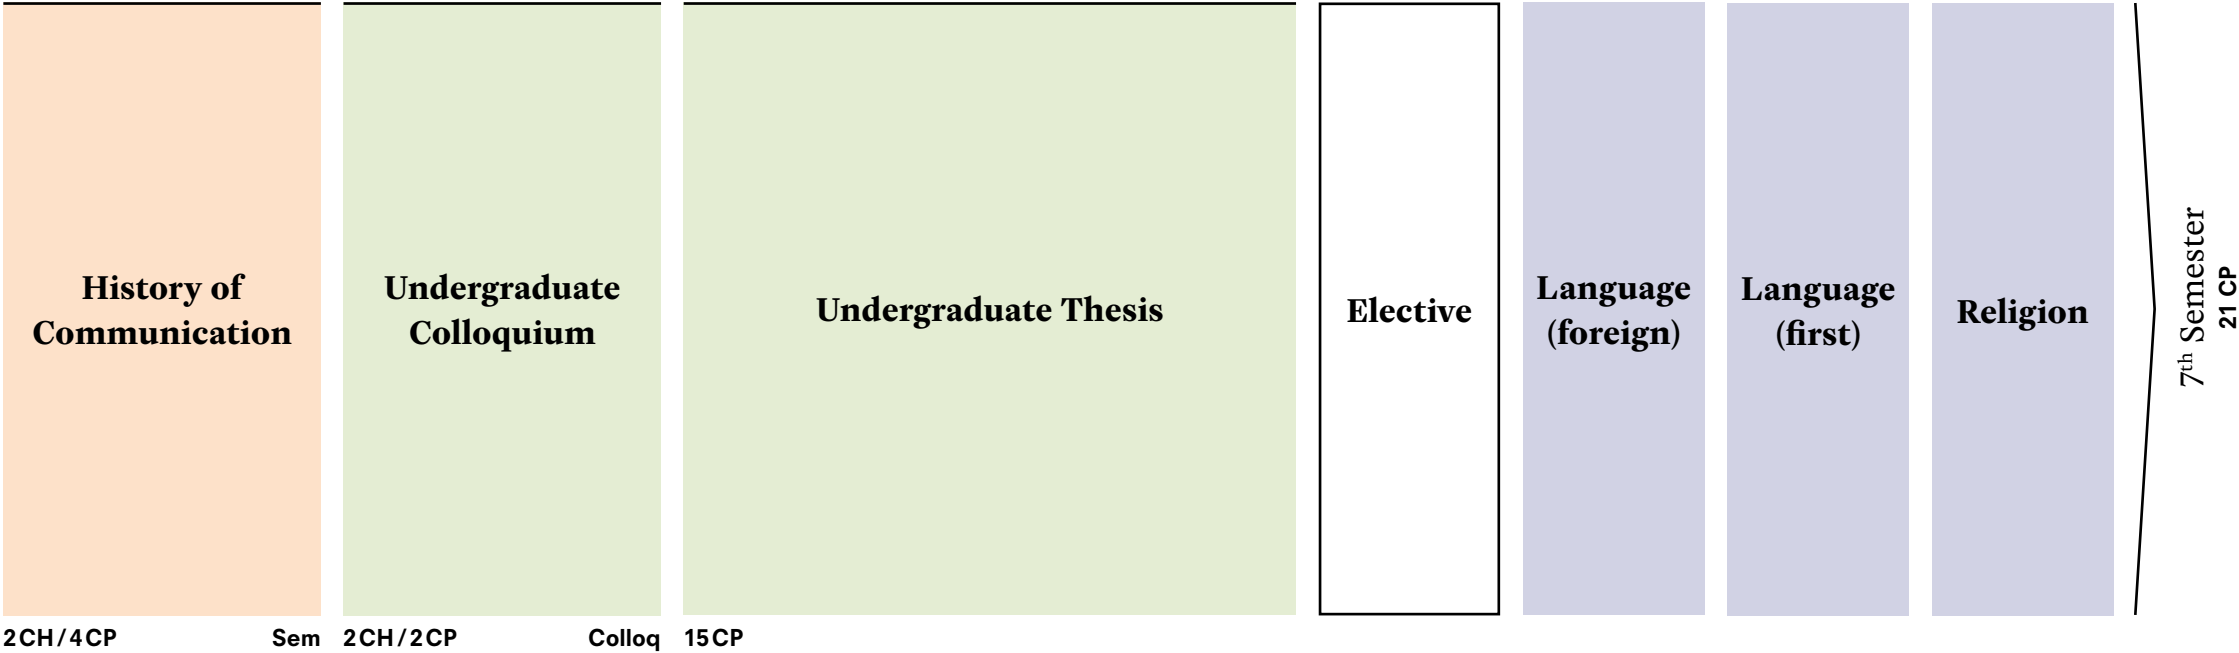 History of
Communication
Undergraduate
Colloquium
Undergraduate Thesis
Elective
Language
(foreign)
Language
(first)
Religion
7th Semester
21 CP
2 CH / 4 CP
Sem
2 CH / 2 CP
Colloq
15 CP